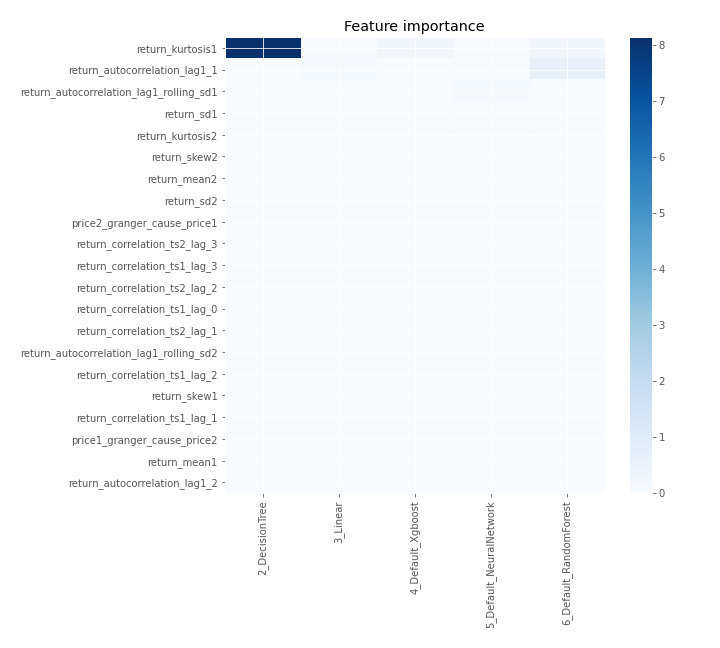 Feature importance
return_kurtosis1
return_autocorrelation_lag1_1
return_autocorrelation_lag1_rolling_sd1
return_sd1
return_kurtosis2
return_skew2
return_mean2
return_sd2
price2_granger_cause_price1
return_correlation_ts2_lag_3
return_correlation_ts1_lag_3
return_correlation_ts2_lag_2
return_correlation_ts1_lag_0
return_correlation_ts2_lag_1
return_autocorrelation_lag1_rolling_sd2
return_correlation_ts1_lag_2
return_skew1
return_correlation_ts1_lag_1
price1_granger_cause_price2
return_mean1
return_autocorrelation_lag1_2
2_DecisionTree
3_Linear
4_Default_Xgboost
5_Default_NeuralNetwork
6_Default_RandomForest
8
7
6
5
4
3
2
1
0